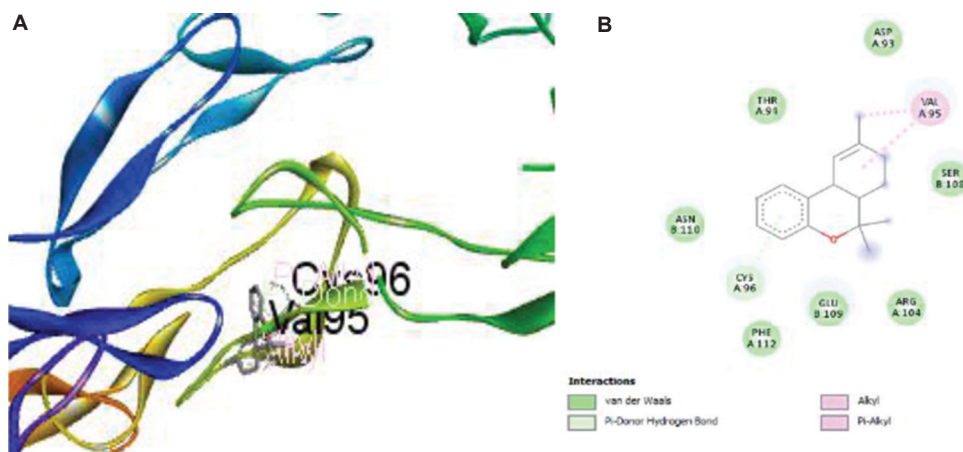 A
Cys96
Val95
B
ASP
A:93
THR
A:94
VAL
A:95
SER
B:108
ASN
B:110
CYS
A:96
GLU
B:109
ARG
A:104
PHE
A:112
O
Interactions
van der Waals
Pi-Donor Hydrogen Bond
Alkyl
Pi-Alkyl